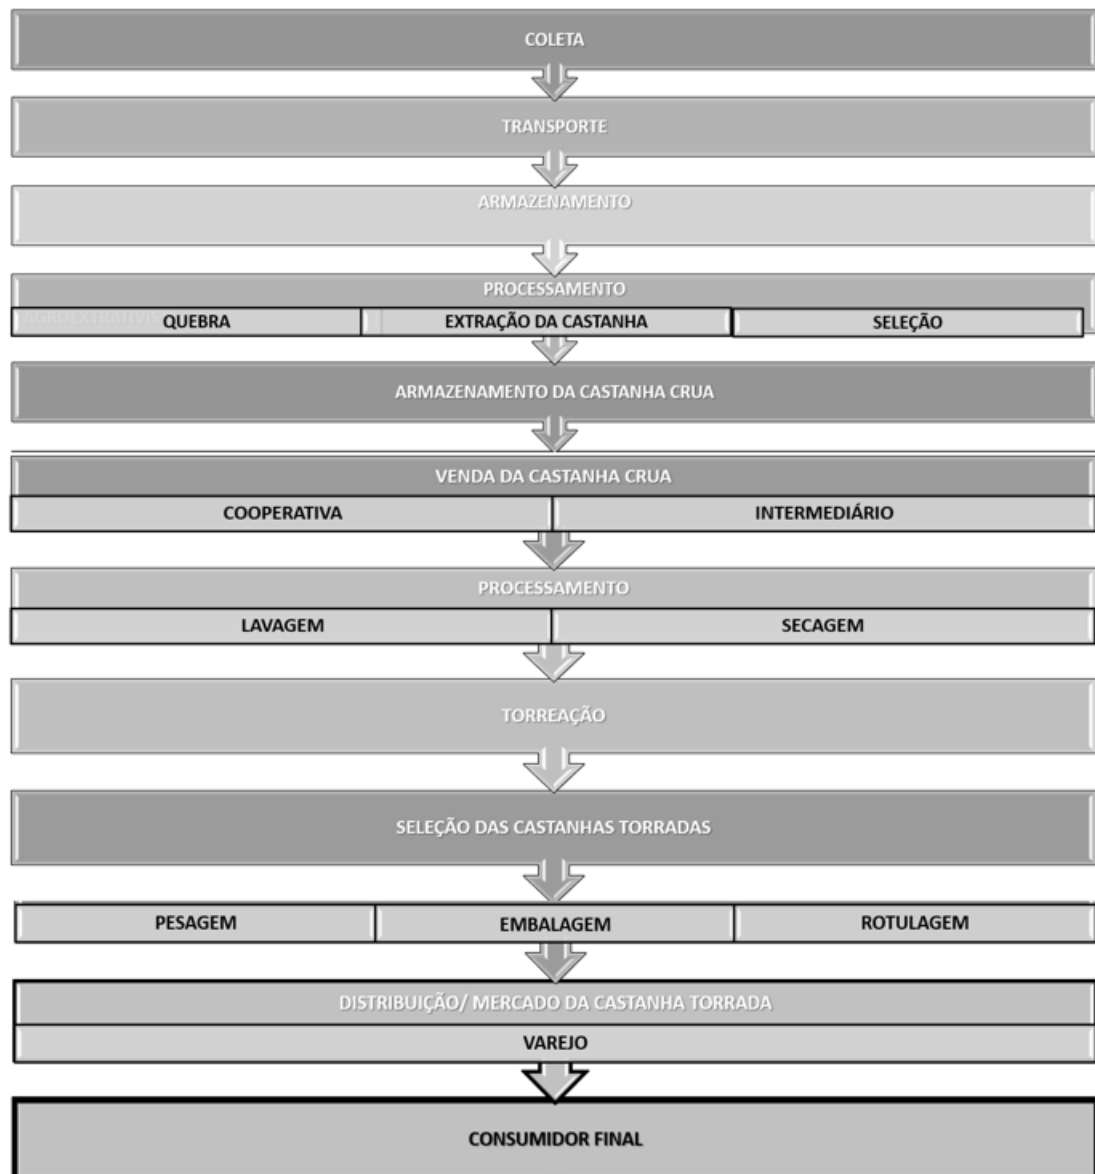 COLETA
TRANSPORTE
ARMAZENAMENTO
PROCESSAMENTO
QUEBRA EXTRAÇÃO DA CASTANHA SELEÇÃO
ARMAZENAMENTO DA CASTANHA CRUA
VENDA DA CASTANHA CRUA
COOPERATIVA INTERMEDIÁRIO
PROCESSAMENTO
LAVAGEM SECAGEM
TORREAÇÃO
SELEÇÃO DAS CASTANHAS TORRADAS
PESAGEM EMBALAGEM ROTULAGEM
DISTRIBUIÇÃO/ MERCADO DA CASTANHA TORRADA
VAREJO
CONSUMIDOR FINAL